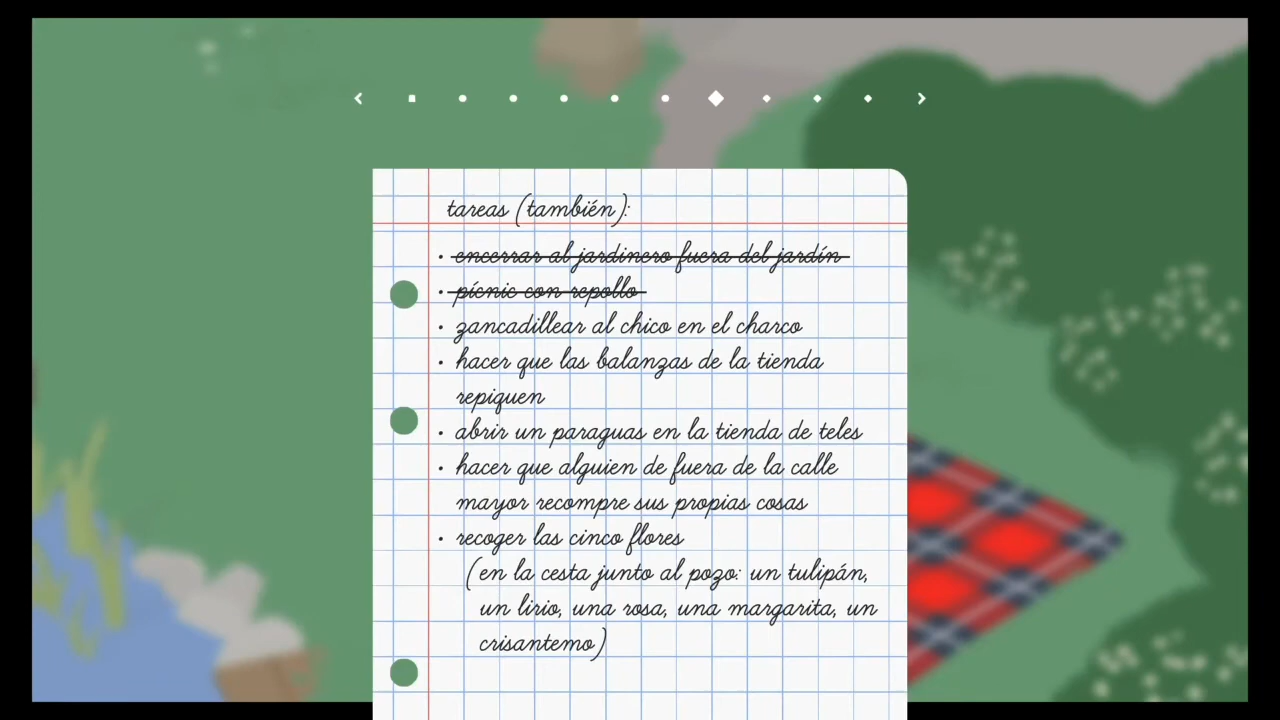 tareas (también):
• encerrar al jardinero fuera del jardín
• pícnic con repollo
• zancadillear al chico en el charco
• hacer que las balanzas de la tienda
repiquen
• abrir un paraguas en la tienda de teles
• hacer que alguien de fuera de la calle
mayor recompre sus propias cosas
• recoger las cinco flores
(en la cesta junto al pozo: un tulipán,
un lirio, una rosa, una margarita, un
crisantemo)